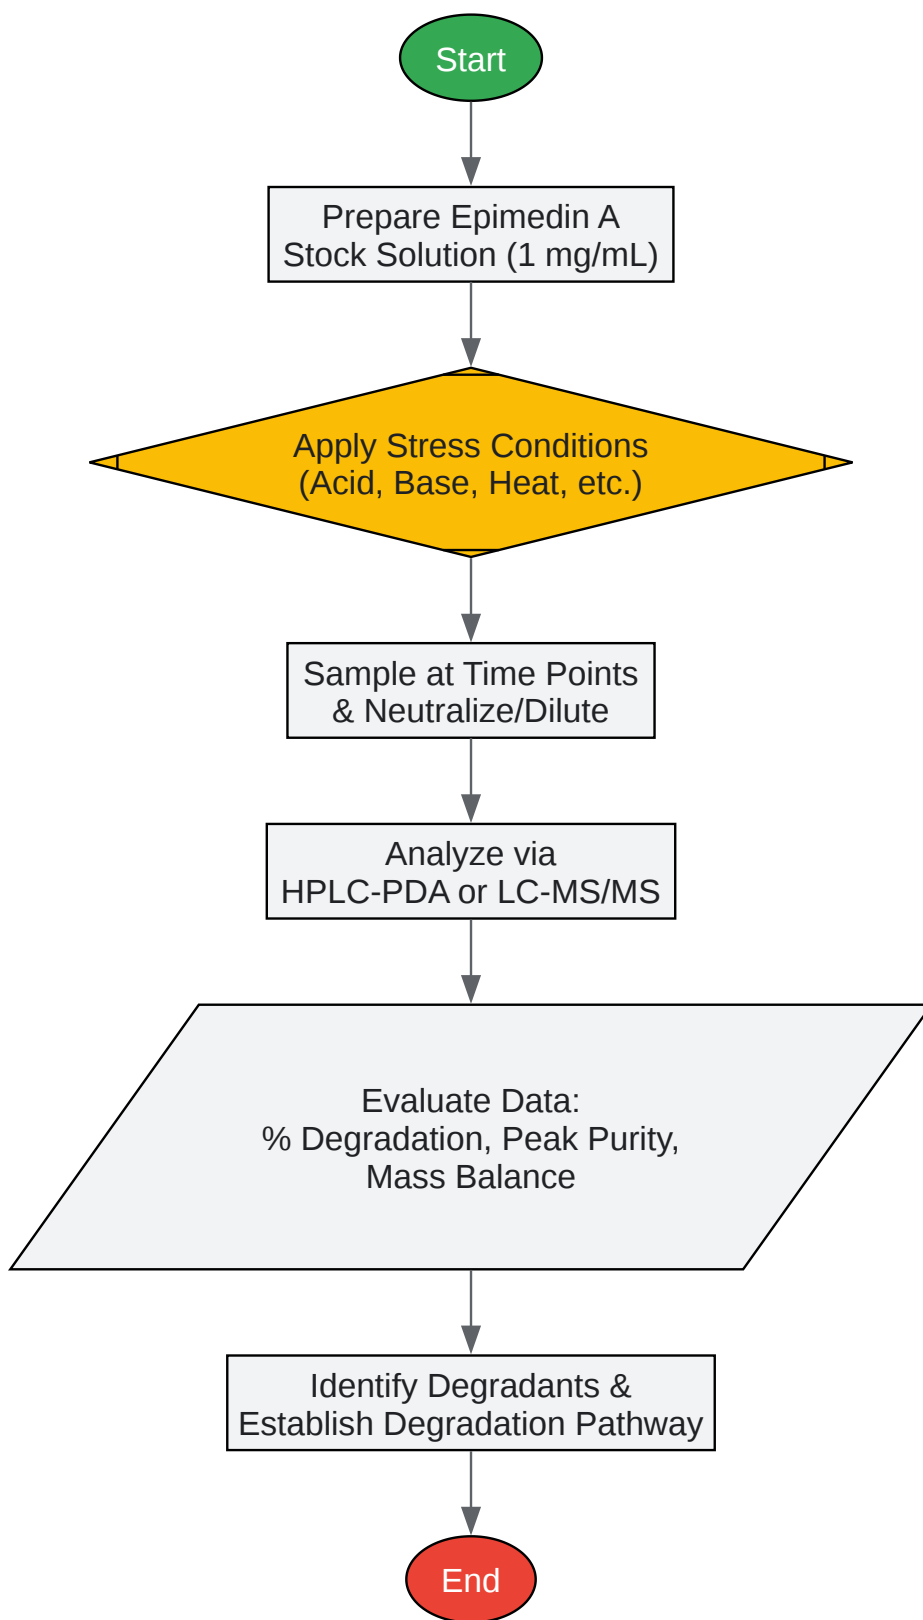 Start
Prepare Epimedin A
Stock Solution (1 mg/mL)
Apply Stress Conditions
(Acid, Base, Heat, etc.)
Sample at Time Points
& Neutralize/Dilute
Analyze via
HPLC-PDA or LC-MS/MS
Evaluate Data:
% Degradation, Peak Purity,
Mass Balance
Identify Degradants &
Establish Degradation Pathway
End